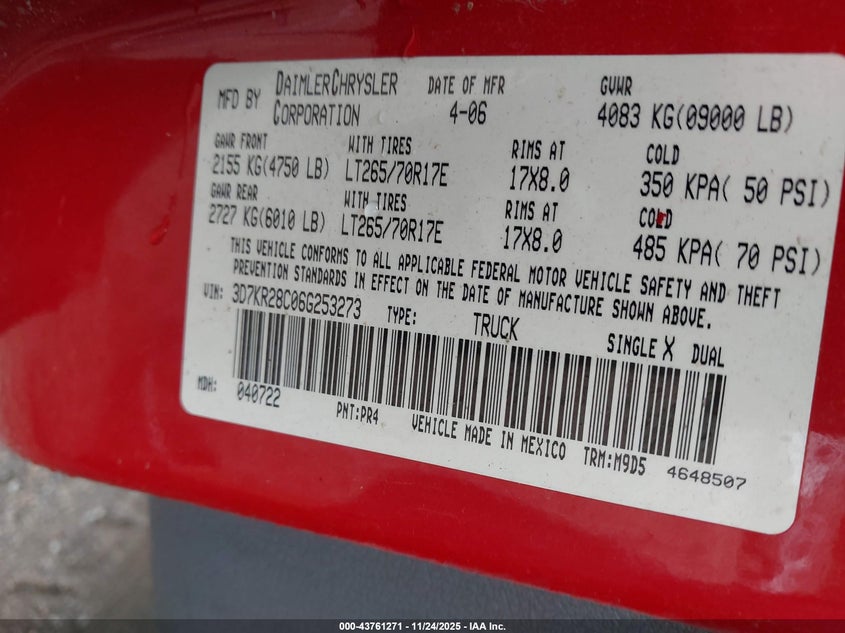 MFD BY DAIMLERCHRYSLER CORPORATION DATE OF MFR 4-06 GVWR 4083 KG(09000 LB)
GAWR FRONT WITH TIRES RIMS AT COLD
2155 KG(4750 LB) LT265/70R17E 17X8.0 350 KPA( 50 PSI)
GAWR REAR WITH TIRES RIMS AT COLD
2727 KG(6010 LB) LT265/70R17E 17X8.0 485 KPA( 70 PSI)
THIS VEHICLE CONFORMS TO ALL APPLICABLE FEDERAL MOTOR VEHICLE SAFETY AND THEFT
PREVENTION STANDARDS IN EFFECT ON THE DATE OF MANUFACTURE SHOWN ABOVE.
VIN: 3D7KR28C06G253273 TYPE: TRUCK SINGLE X DUAL
MDH: 040722 PNT:PR4 VEHICLE MADE IN MEXICO TRM:M9D5 4648507
000-43761271 | 11/24/2025 | IAA Inc.